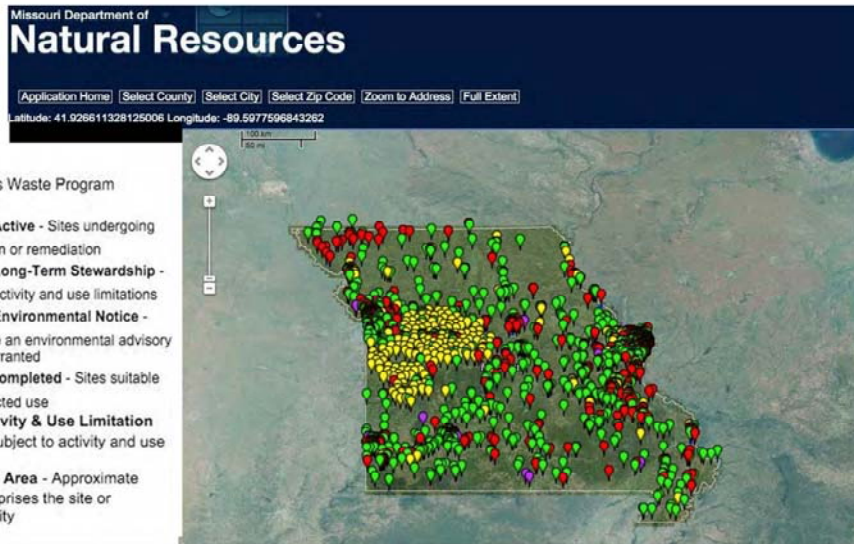 Missouri Department of
Natural Resources
Application Home Select County Select City Select Zip Code Zoom to Address Full Extent
Latitude: 41.926611328125006 Longitude: -89.5977596843262
100 km
60 mi
s Waste Program
ctive - Sites undergoing
n or remediation
ong-Term Stewardship -
ctivity and use limitations
nvironmental Notice -
an environmental advisory
ranted
ompleted - Sites suitable
cted use
vity & Use Limitation
ubject to activity and use
Area - Approximate
prises the site or
ity